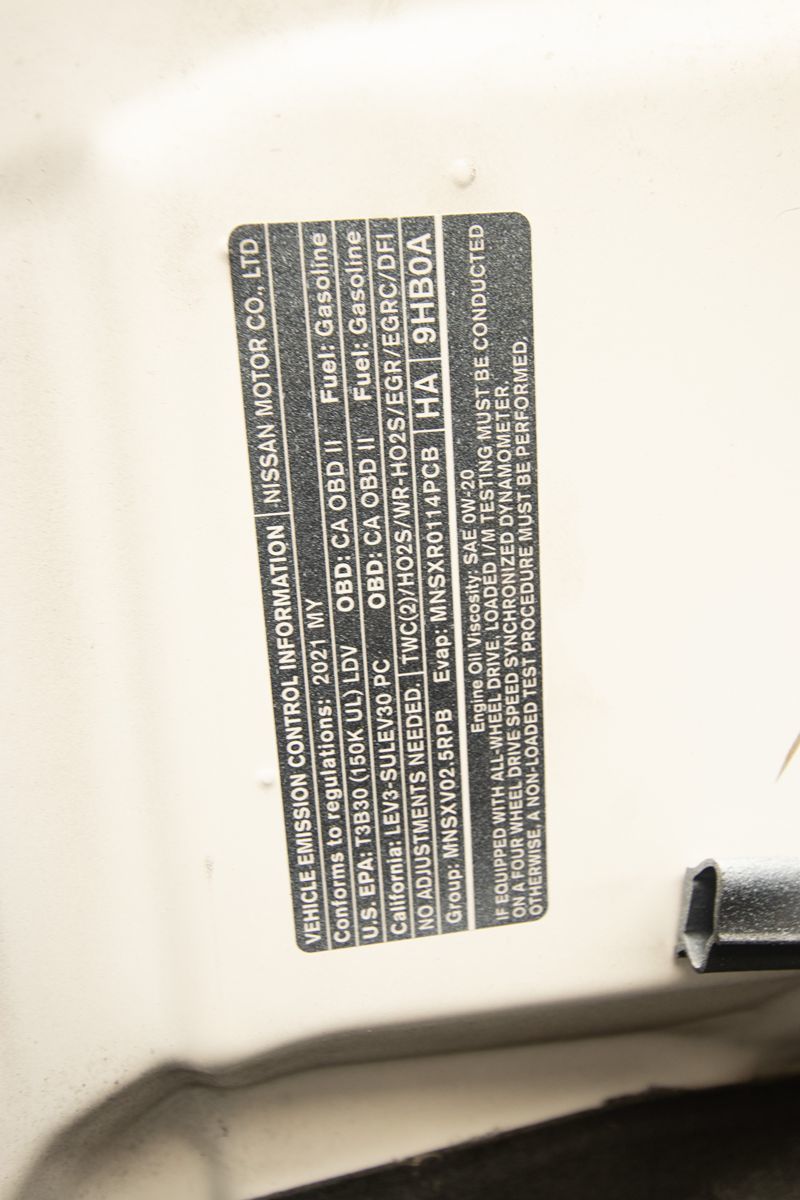 VEHICLE EMISSION CONTROL INFORMATION NISSAN MOTOR CO., LTD
Conforms to regulations: 2021 MY
U.S. EPA: T3B30 (150K UL) LDV OBD: CA OBD II Fuel: Gasoline
California: LEV3-SULEV30 PC OBD: CA OBD II Fuel: Gasoline
NO ADJUSTMENTS NEEDED. TWC(2)/HO2S/WR-HO2S/EGR/EGRC/DFI
Group: MNSXV02.5RPB Evap: MNSXR0114PCB HA 9HB0A
Engine Oil Viscosity: SAE 0W-20
IF EQUIPPED WITH ALL-WHEEL DRIVE, LOADED I/M TESTING MUST BE CONDUCTED
ON A FOUR WHEEL DRIVE SPEED SYNCHRONIZED DYNAMOMETER.
OTHERWISE, A NON-LOADED TEST PROCEDURE MUST BE PERFORMED.